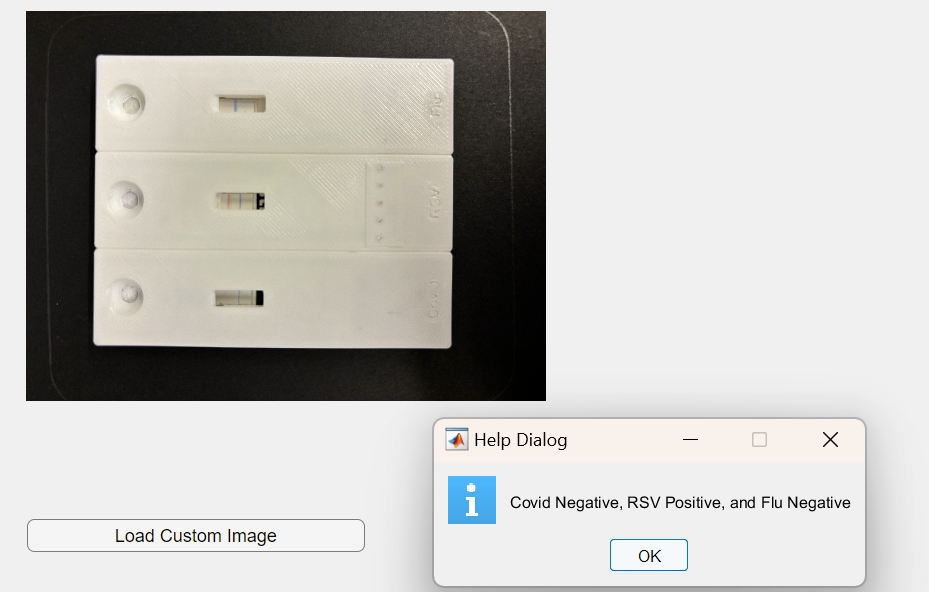 Flu
RSV
Covid
Help Dialog
Covid Negative, RSV Positive, and Flu Negative
OK
Load Custom Image